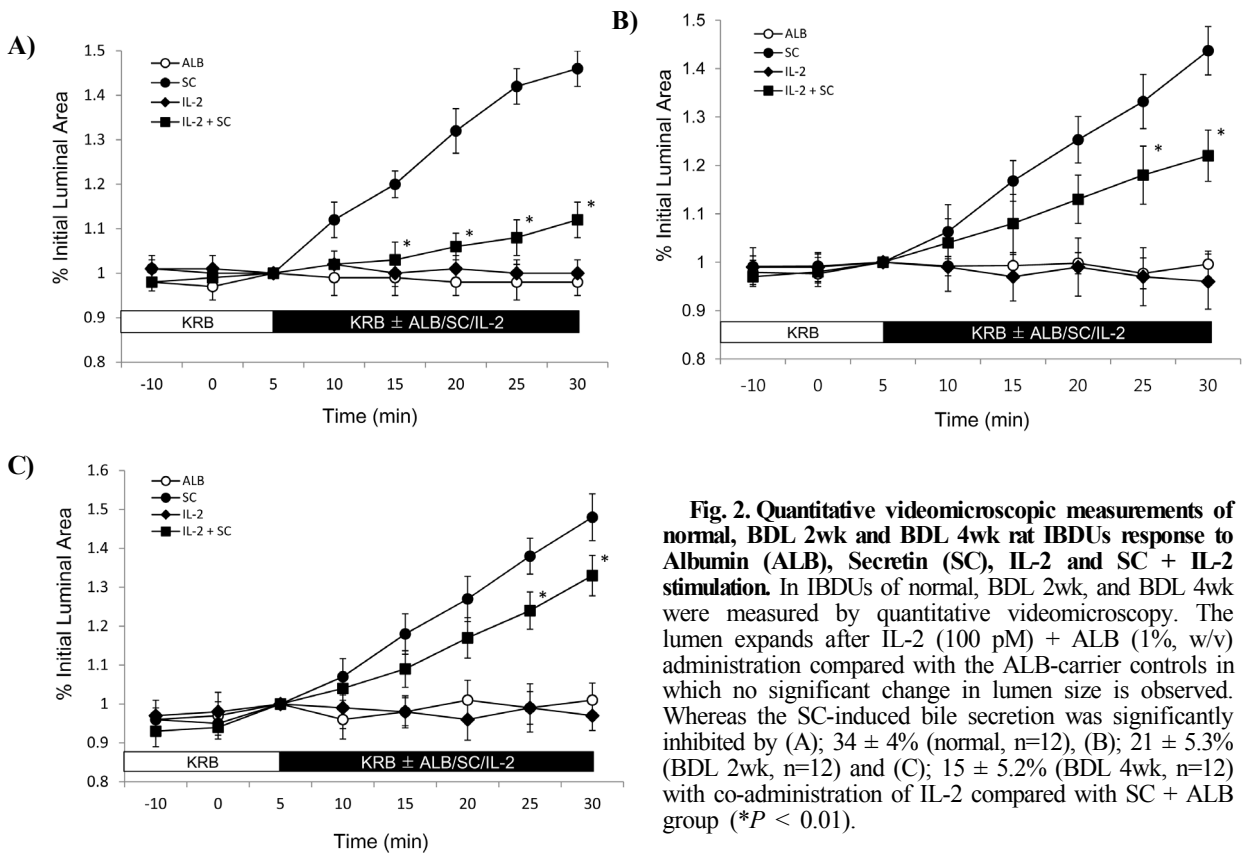 A)
% Initial Luminal Area
1.5
1.4
1.3
1.2
1.1
1
0.9
0.8
ALB
SC
IL-2
IL-2 + SC
*
*
*
*
KRB
KRB ± ALB/SC/IL-2
-10 0 5 10 15 20 25 30
Time (min)
B)
% Initial Luminal Area
1.5
1.4
1.3
1.2
1.1
1.0
0.9
0.8
ALB
SC
IL-2
IL-2 + SC
*
*
KRB
KRB ± ALB/SC/IL-2
-10 0 5 10 15 20 25 30
Time (min)
C)
% Initial Luminal Area
1.6
1.5
1.4
1.3
1.2
1.1
1
0.9
0.8
ALB
SC
IL-2
IL-2 + SC
*
*
KRB
KRB ± ALB/SC/IL-2
-10 0 5 10 15 20 25 30
Time (min)
Fig. 2. Quantitative videomicroscopic measurements of
normal, BDL 2wk and BDL 4wk rat IBDUs response to
Albumin (ALB), Secretin (SC), IL-2 and SC + IL-2
stimulation. In IBDUs of normal, BDL 2wk, and BDL 4wk
were measured by quantitative videomicroscopy. The
lumen expands after IL-2 (100 pM) + ALB (1%, w/v)
administration compared with the ALB-carrier controls in
which no significant change in lumen size is observed.
Whereas the SC-induced bile secretion was significantly
inhibited by (A); 34 ± 4% (normal, n=12), (B); 21 ± 5.3%
(BDL 2wk, n=12) and (C); 15 ± 5.2% (BDL 4wk, n=12)
with co-administration of IL-2 compared with SC + ALB
group (*P < 0.01).